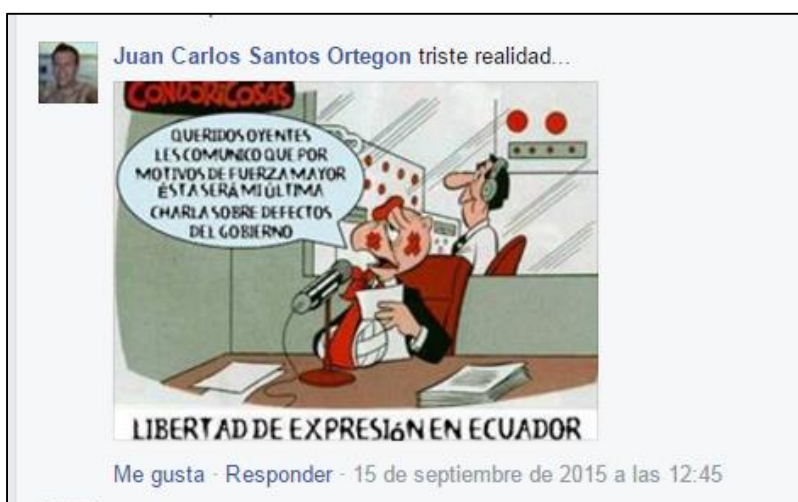 Juan Carlos Santos Ortegon triste realidad...
CONDORICOSAS
QUERIDOS OYENTES
LES COMUNICO QUE POR
MOTIVOS DE FUERZA MAYOR
ÉSTA SERÁ MI ÚLTIMA
CHARLA SOBRE DEFECTOS
DEL GOBIERNO
LIBERTAD DE EXPRESIóN EN ECUADOR
Me gusta · Responder · 15 de septiembre de 2015 a las 12:45